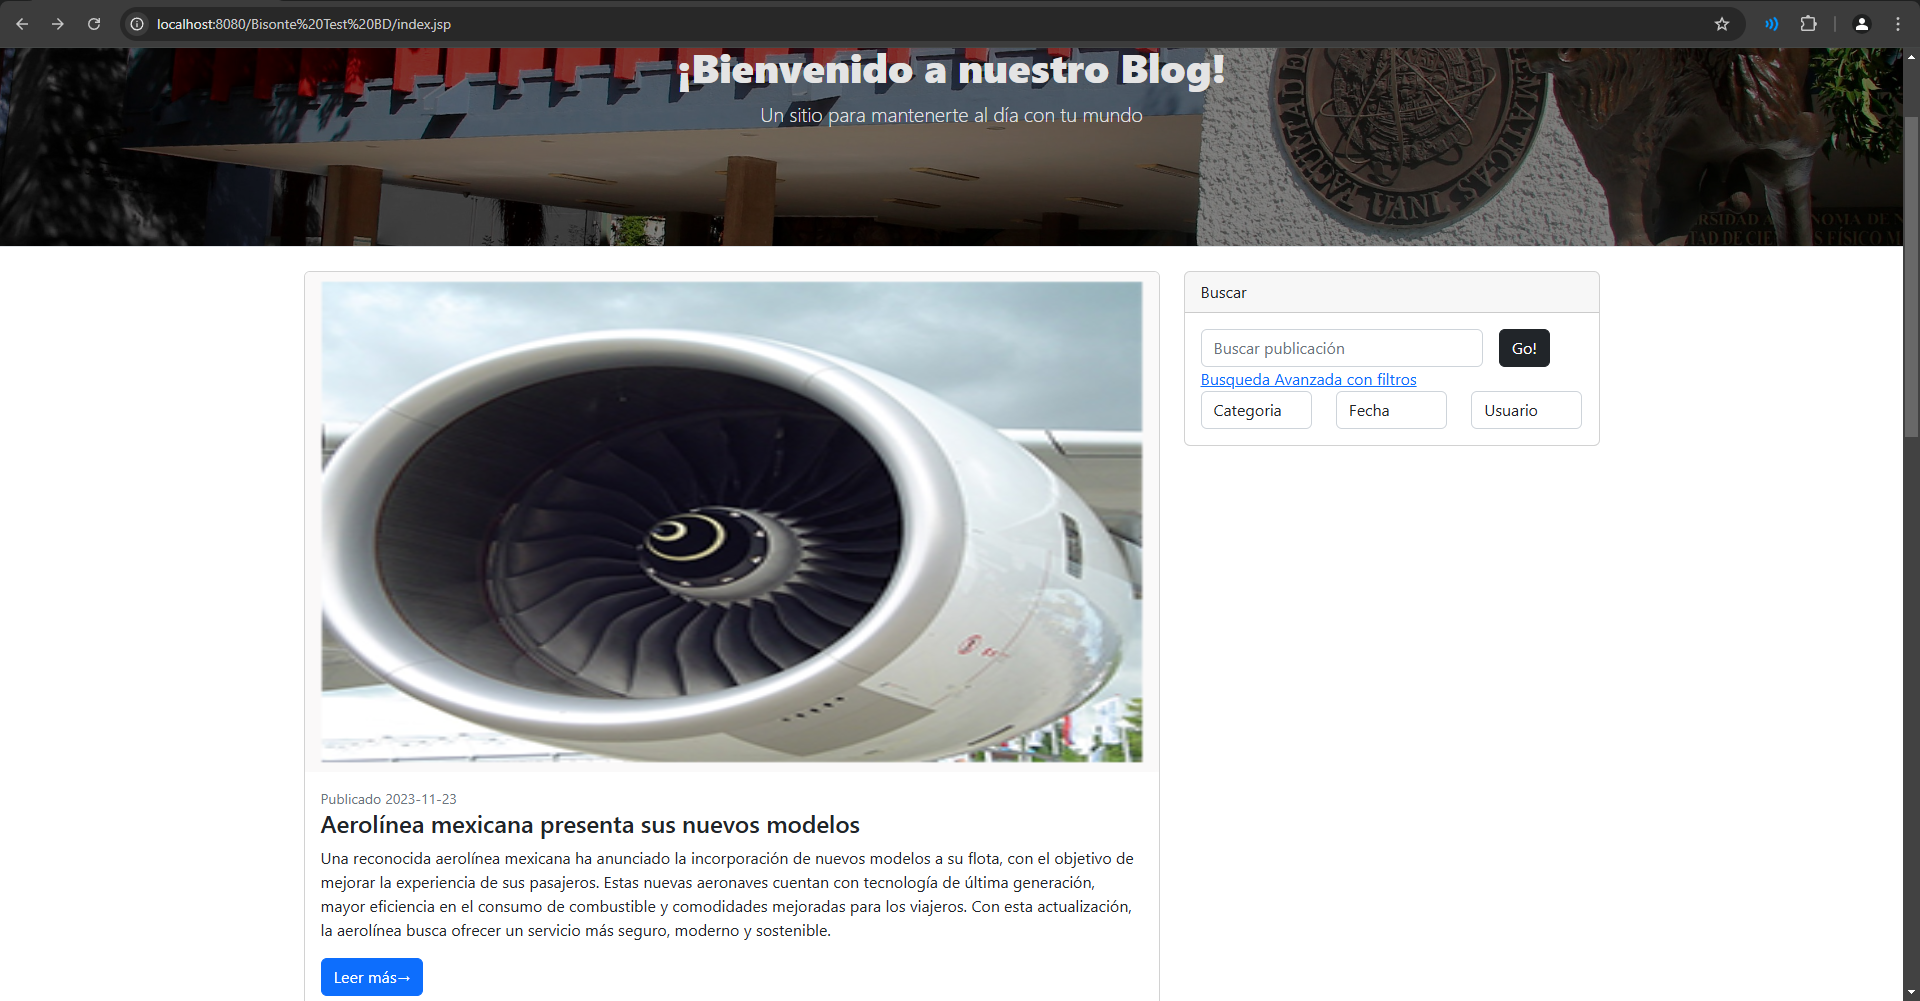 localhost:8080/Bisonte%20Test%20BD/index.jsp
¡Bienvenido a nuestro Blog!
Un sitio para mantenerte al día con tu mundo
FACULTAD DE
MATICAS
UANL
Buscar
Buscar publicación
Go!
Busqueda Avanzada con filtros
Categoria
Fecha
Usuario
Publicado 2023-11-23
Aerolínea mexicana presenta sus nuevos modelos
Una reconocida aerolínea mexicana ha anunciado la incorporación de nuevos modelos a su flota, con el objetivo de
mejorar la experiencia de sus pasajeros. Estas nuevas aeronaves cuentan con tecnología de última generación,
mayor eficiencia en el consumo de combustible y comodidades mejoradas para los viajeros. Con esta actualización,
la aerolínea busca ofrecer un servicio más seguro, moderno y sostenible.
Leer más→